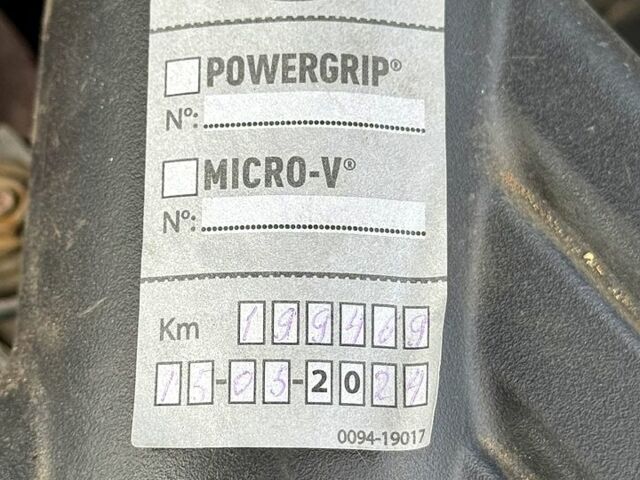 POWERGRIP®
Nº:
MICRO-V®
Nº:
Km 199469
15-05-2024
0094-19017